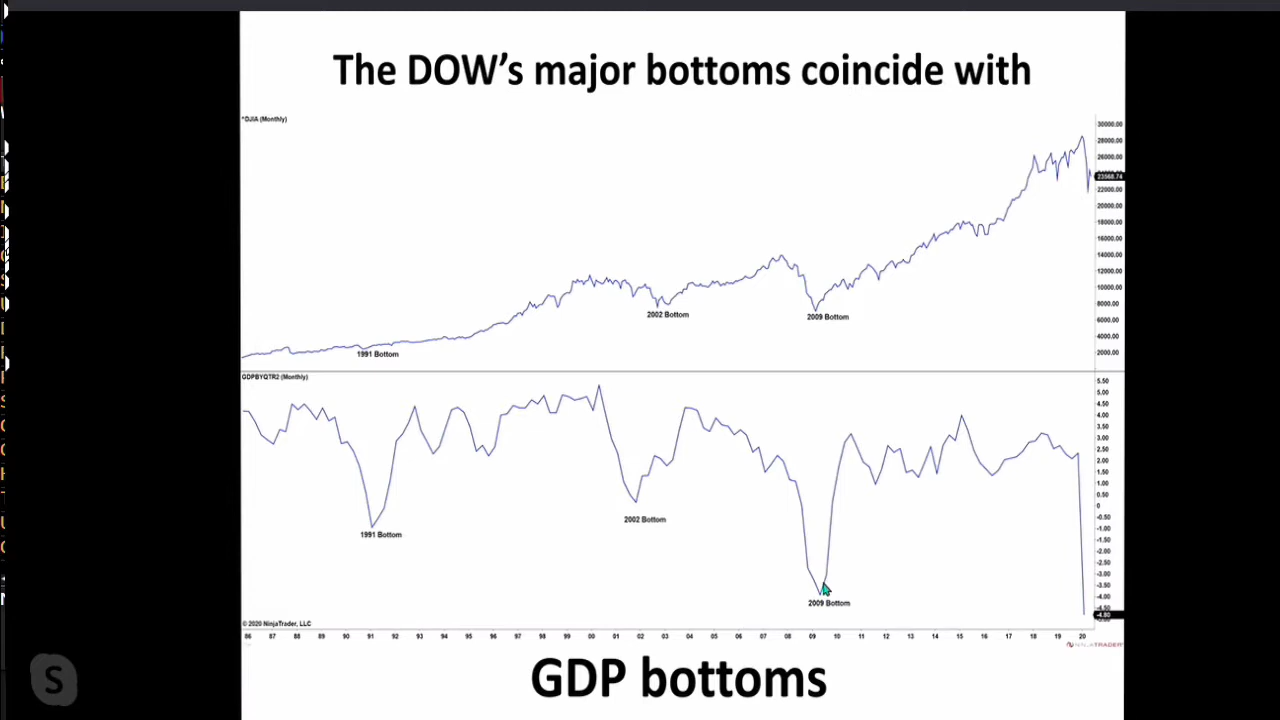 The DOW's major bottoms coincide with
^DJIA (Monthly)
30000.00
28000.00
26000.00
23568.74
22000.00
20000.00
18000.00
16000.00
14000.00
12000.00
10000.00
8000.00
6000.00
4000.00
2000.00
1991 Bottom
2002 Bottom
2009 Bottom
GDPBYQTR2 (Monthly)
5.50
5.00
4.50
4.00
3.50
3.00
2.50
2.00
1.50
1.00
0.50
0
-0.50
-1.00
-1.50
-2.00
-2.50
-3.00
-3.50
-4.00
-4.50
-4.80
1991 Bottom
2002 Bottom
2009 Bottom
© 2020 NinjaTrader, LLC
86 87 88 89 90 91 92 93 94 95 96 97 98 99 00 01 02 03 04 05 06 07 08 09 10 11 12 13 14 15 16 17 18 19 20
NINJATRADER
GDP bottoms
S